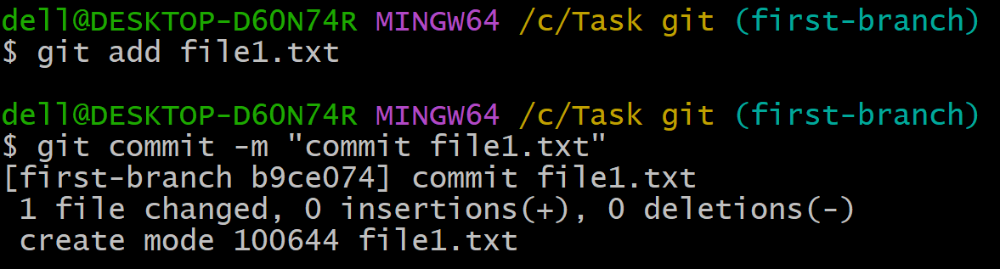 dell@DESKTOP-D60N74R MINGW64 /c/Task git (first-branch)
$ git add file1.txt
dell@DESKTOP-D60N74R MINGW64 /c/Task git (first-branch)
$ git commit -m "commit file1.txt"
[first-branch b9ce074] commit file1.txt
 1 file changed, 0 insertions(+), 0 deletions(-)
 create mode 100644 file1.txt